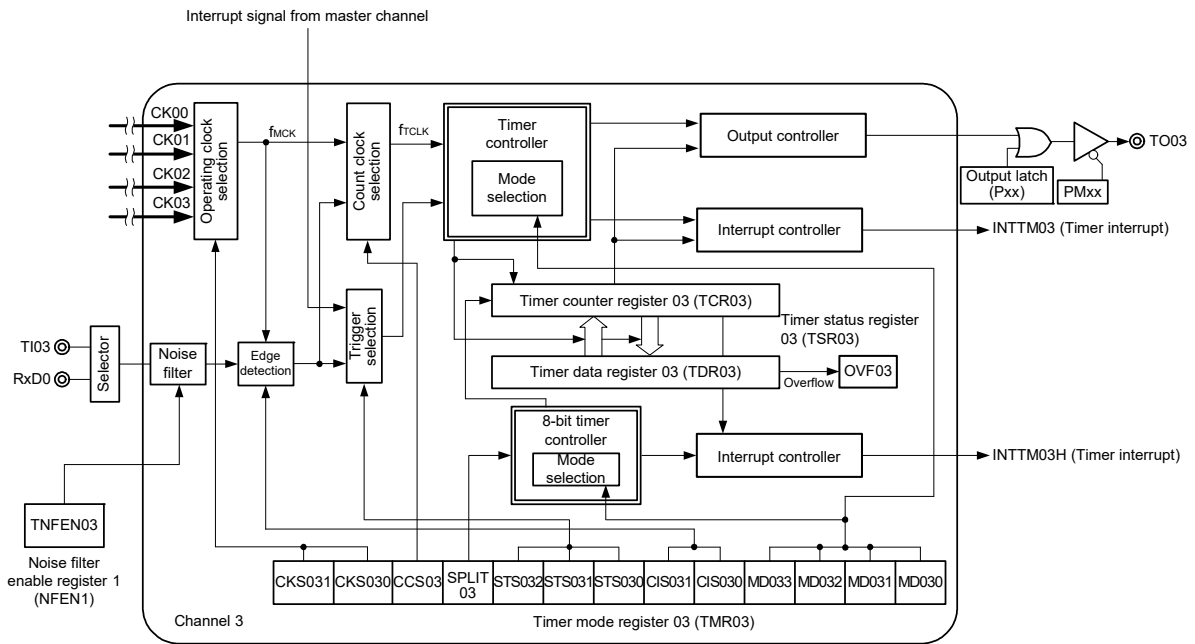 Interrupt signal from master channel
CK00
CK01
CK02
CK03
Operating clock
selection
fMCK
Count clock
selection
fTCLK
Timer
controller
Mode
selection
Output controller
TO03
Output latch
(Pxx)
PMxx
Interrupt controller
INTTM03 (Timer interrupt)
Timer counter register 03 (TCR03)
Timer status register
03 (TSR03)
Trigger
selection
TI03
RxD0
Selector
Noise
filter
Edge
detection
Timer data register 03 (TDR03)
Overflow
OVF03
8-bit timer
controller
Mode
selection
Interrupt controller
INTTM03H (Timer interrupt)
TNFEN03
Noise filter
enable register 1
(NFEN1)
CKS031
CKS030
CCS03
SPLIT
03
STS032
STS031
STS030
CIS031
CIS030
MD033
MD032
MD031
MD030
Channel 3
Timer mode register 03 (TMR03)